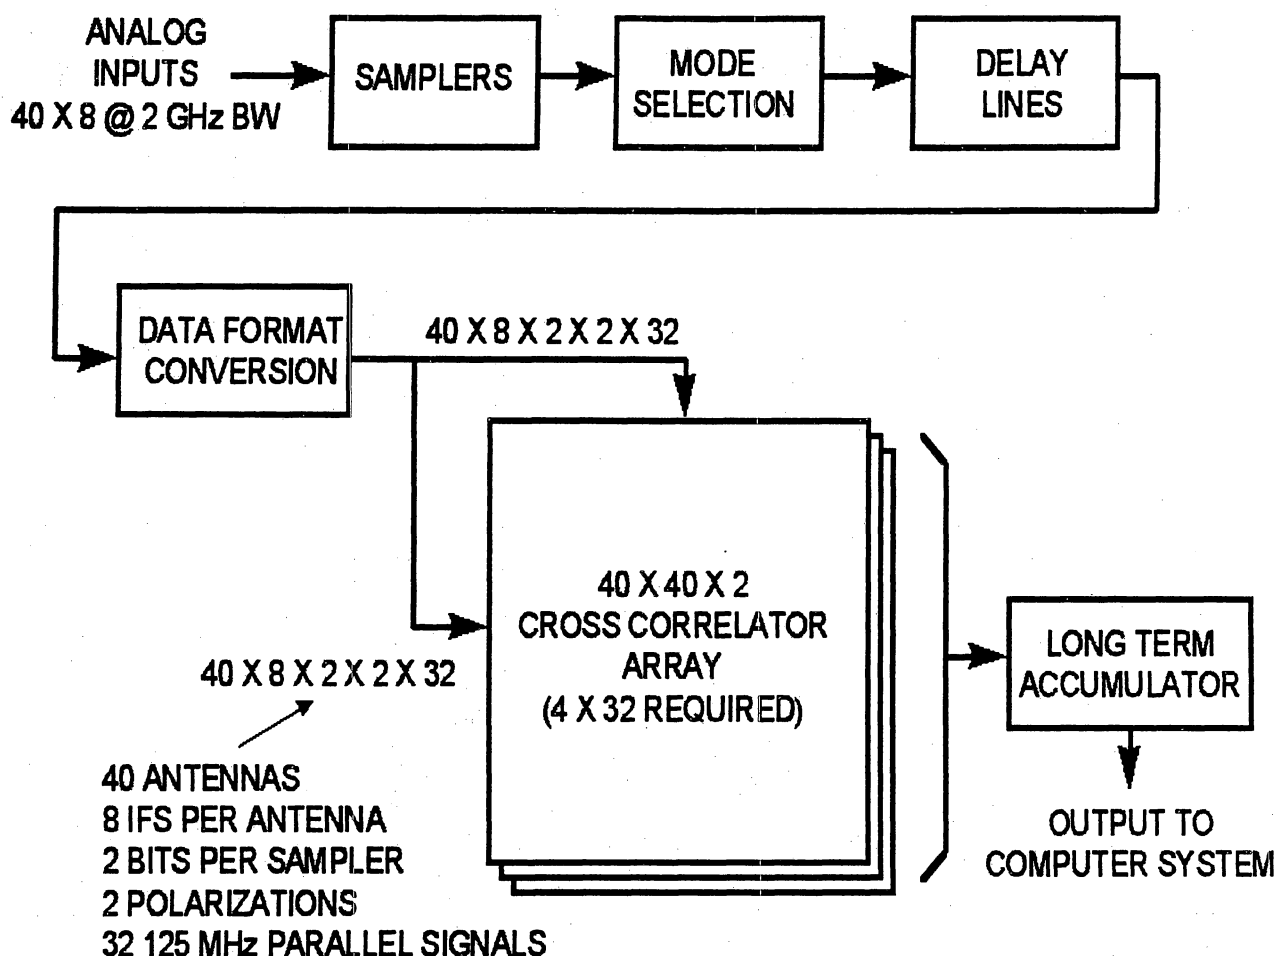 ANALOG
INPUTS
40 X 8 @ 2 GHz BW
SAMPLERS
MODE
SELECTION
DELAY
LINES
DATA FORMAT
CONVERSION
40 X 8 X 2 X 2 X 32
40 X 40 X 2
CROSS CORRELATOR
ARRAY
(4 X 32 REQUIRED)
40 X 8 X 2 X 2 X 32
40 ANTENNAS
8 IFS PER ANTENNA
2 BITS PER SAMPLER
2 POLARIZATIONS
32 125 MHz PARALLEL SIGNALS
LONG TERM
ACCUMULATOR
OUTPUT TO
COMPUTER SYSTEM